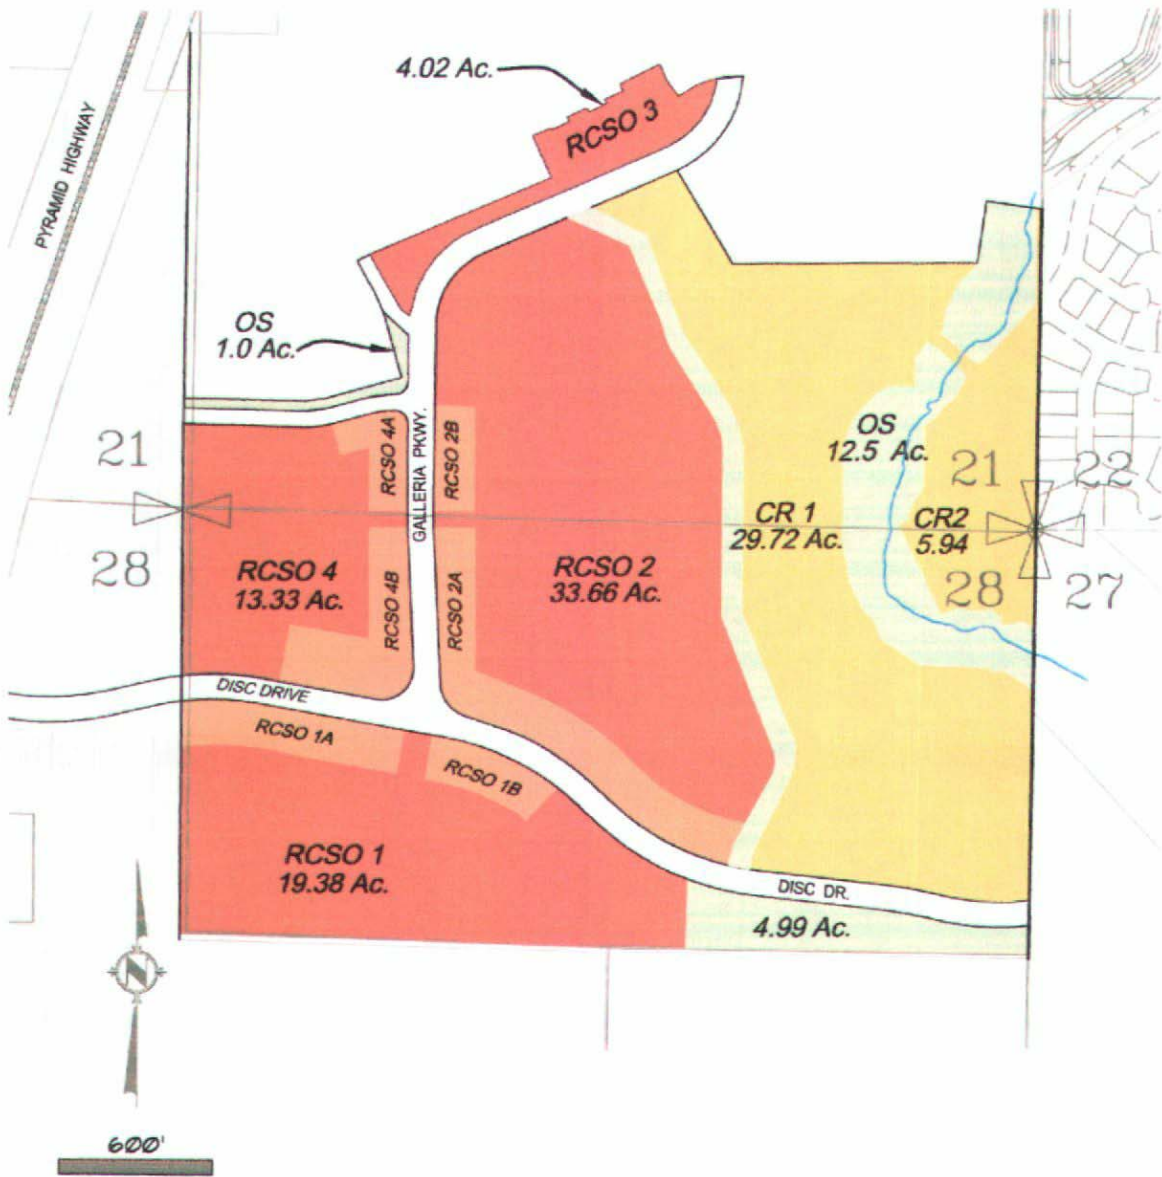 4.02 Ac.
RCSO 3
PYRAMID HIGHWAY
OS
1.0 Ac.
GALLERIA PKWY.
RCSO 4A
RCSO 2B
OS
12.5 Ac.
21
21
22
CR 1
29.72 Ac.
CR2
5.94
28
RCSO 4
13.33 Ac.
RCSO 4B
RCSO 2A
RCSO 2
33.66 Ac.
28
27
DISC DRIVE
RCSO 1A
RCSO 1B
RCSO 1
19.38 Ac.
DISC DR.
4.99 Ac.
N
600'